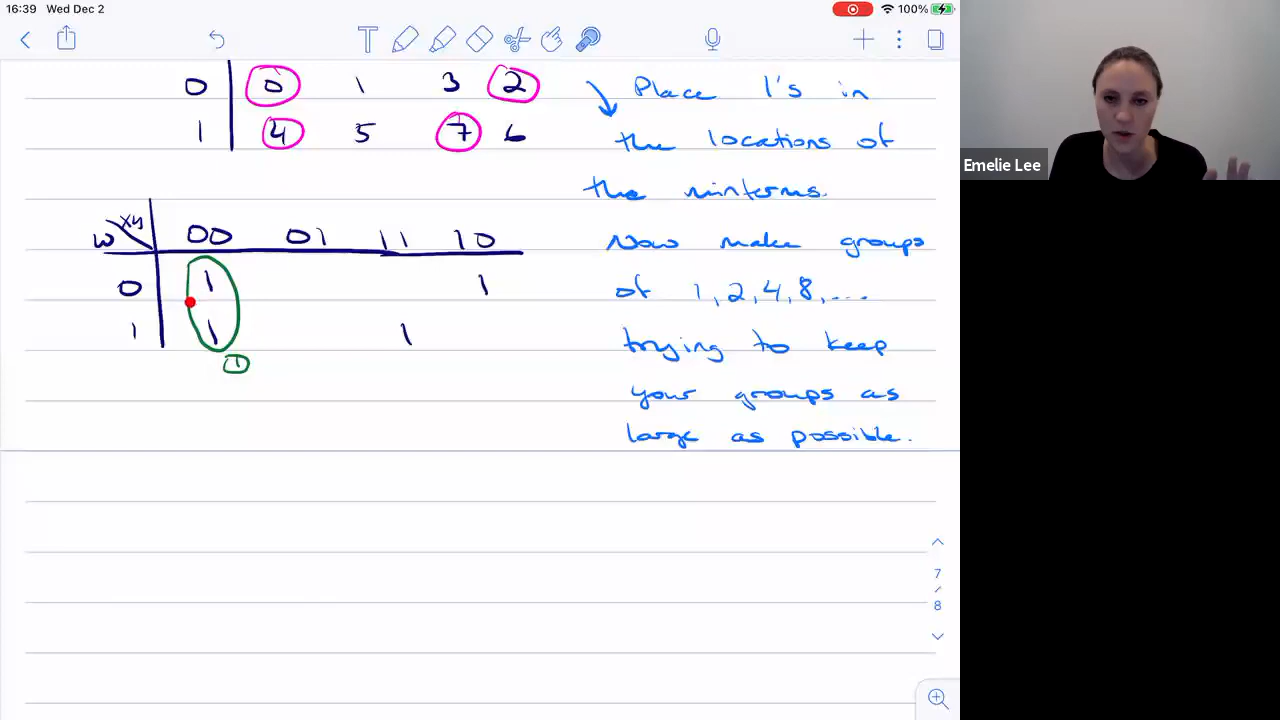 16:39 Wed Dec 2
100%
0 0 1 3 2
1 4 5 7 6
Place 1's in
the locations of
the minterms.
Now make groups
of 1, 2, 4, 8, ...
trying to keep
your groups as
large as possible.
w xy 00 01 11 10
0 1 1
1 1 1
1
7
/
8
Emelie Lee